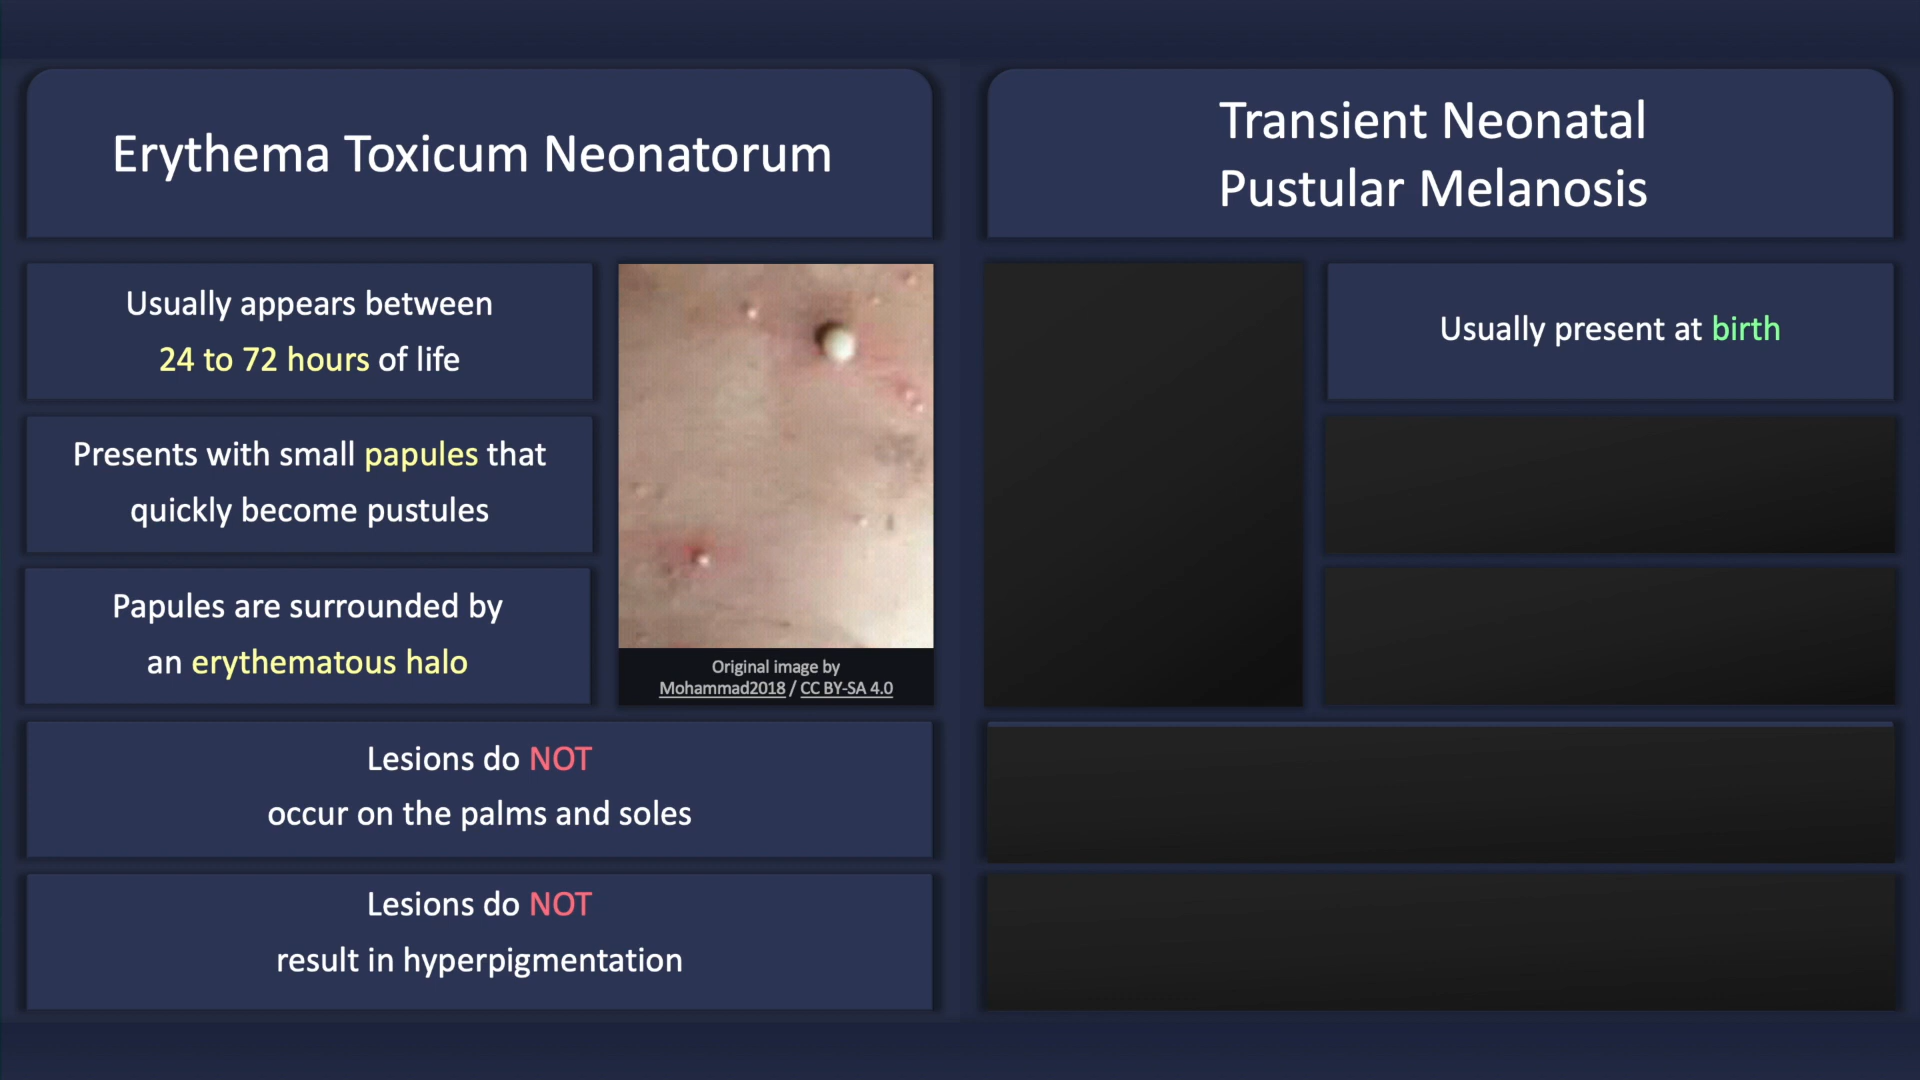 Erythema Toxicum Neonatorum
Usually appears between
24 to 72 hours of life
Presents with small papules that
quickly become pustules
Papules are surrounded by
an erythematous halo
Original image by
Mohammad2018 / CC BY-SA 4.0
Lesions do NOT
occur on the palms and soles
Lesions do NOT
result in hyperpigmentation
Transient Neonatal
Pustular Melanosis
Usually present at birth